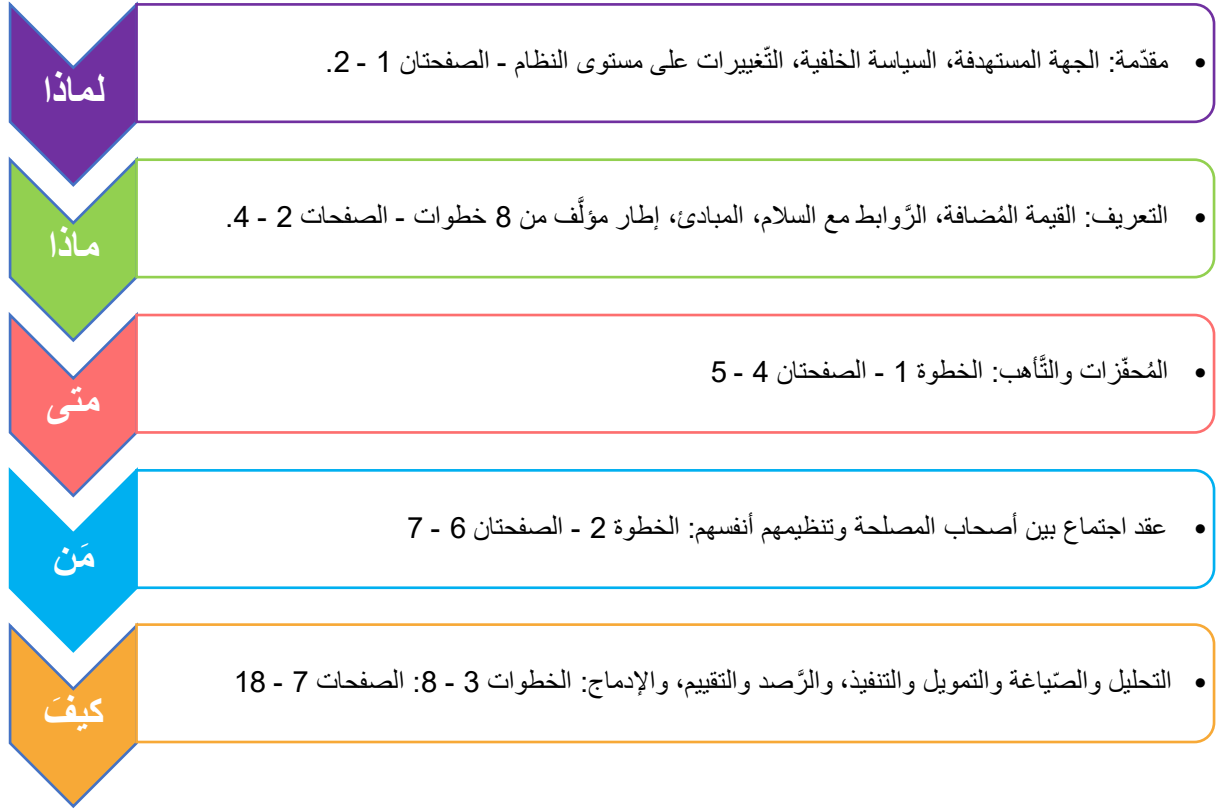 لماذا
• مقدّمة: الجهة المستهدفة، السياسة الخلفية، التّغييرات على مستوى النظام - الصفحتان 1 - 2.
ماذا
• التعريف: القيمة المُضافة، الرَّوابط مع السلام، المبادئ، إطار مؤلَّف من 8 خطوات - الصفحات 2 - 4.
متى
• المُحفّزات والتَّأهب: الخطوة 1 - الصفحتان 4 - 5
مَن
• عقد اجتماع بين أصحاب المصلحة وتنظيمهم أنفسهم: الخطوة 2 - الصفحتان 6 - 7
كيفَ
• التحليل والصّياغة والتمويل والتنفيذ، والرَّصد والتقييم، والإدماج: الخطوات 3 - 8: الصفحات 7 - 18